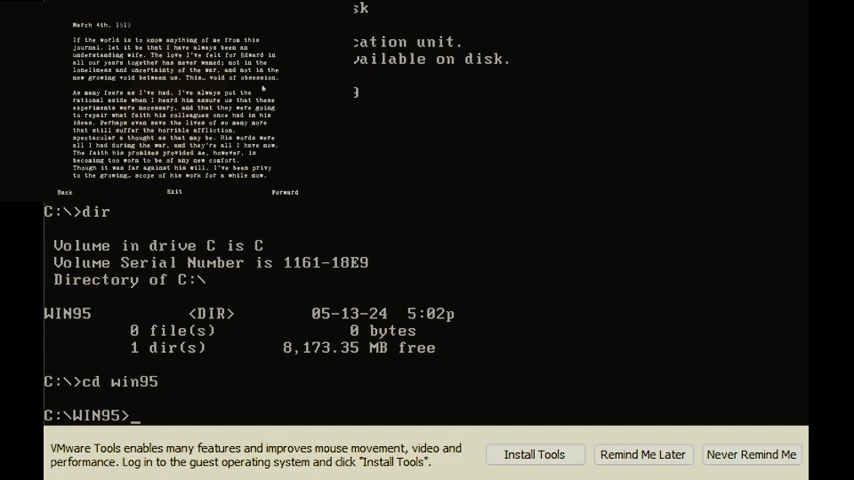 March 4th, 1919
If the world is to know anything of me from this
journal, let it be that I have always been an
understanding wife. The love I've felt for Edward in
all our years together has never waned; not in the
loneliness and uncertainty of the war, and not in the
new growing void between us. This… void of obsession.
As many fears as I've had, I've always put the
rational aside when I heard him assure us that these
experiments were necessary, and that they were going
to repair what faith his colleagues once had in his
ideas. Perhaps even save the lives of so many more
that still suffer the horrible affliction,
spectacular a thought as that may be. His words were
all I had during the war, and they're all I have now.
The faith his promises provided me, however, is
becoming too worn to be of any new comfort.
Though it was far against his will, I've been privy
to the growing… scope of his work for a while now.
Back Exit Forward
sk
cation unit.
vailable on disk.
C:\>dir
Volume in drive C is C
Volume Serial Number is 1161-18E9
Directory of C:\
WIN95 <DIR> 05-13-24 5:02p
0 file(s) 0 bytes
1 dir(s) 8,173.35 MB free
C:\>cd win95
C:\WIN95>_
VMware Tools enables many features and improves mouse movement, video and
performance. Log in to the guest operating system and click "Install Tools".
Install Tools Remind Me Later Never Remind Me